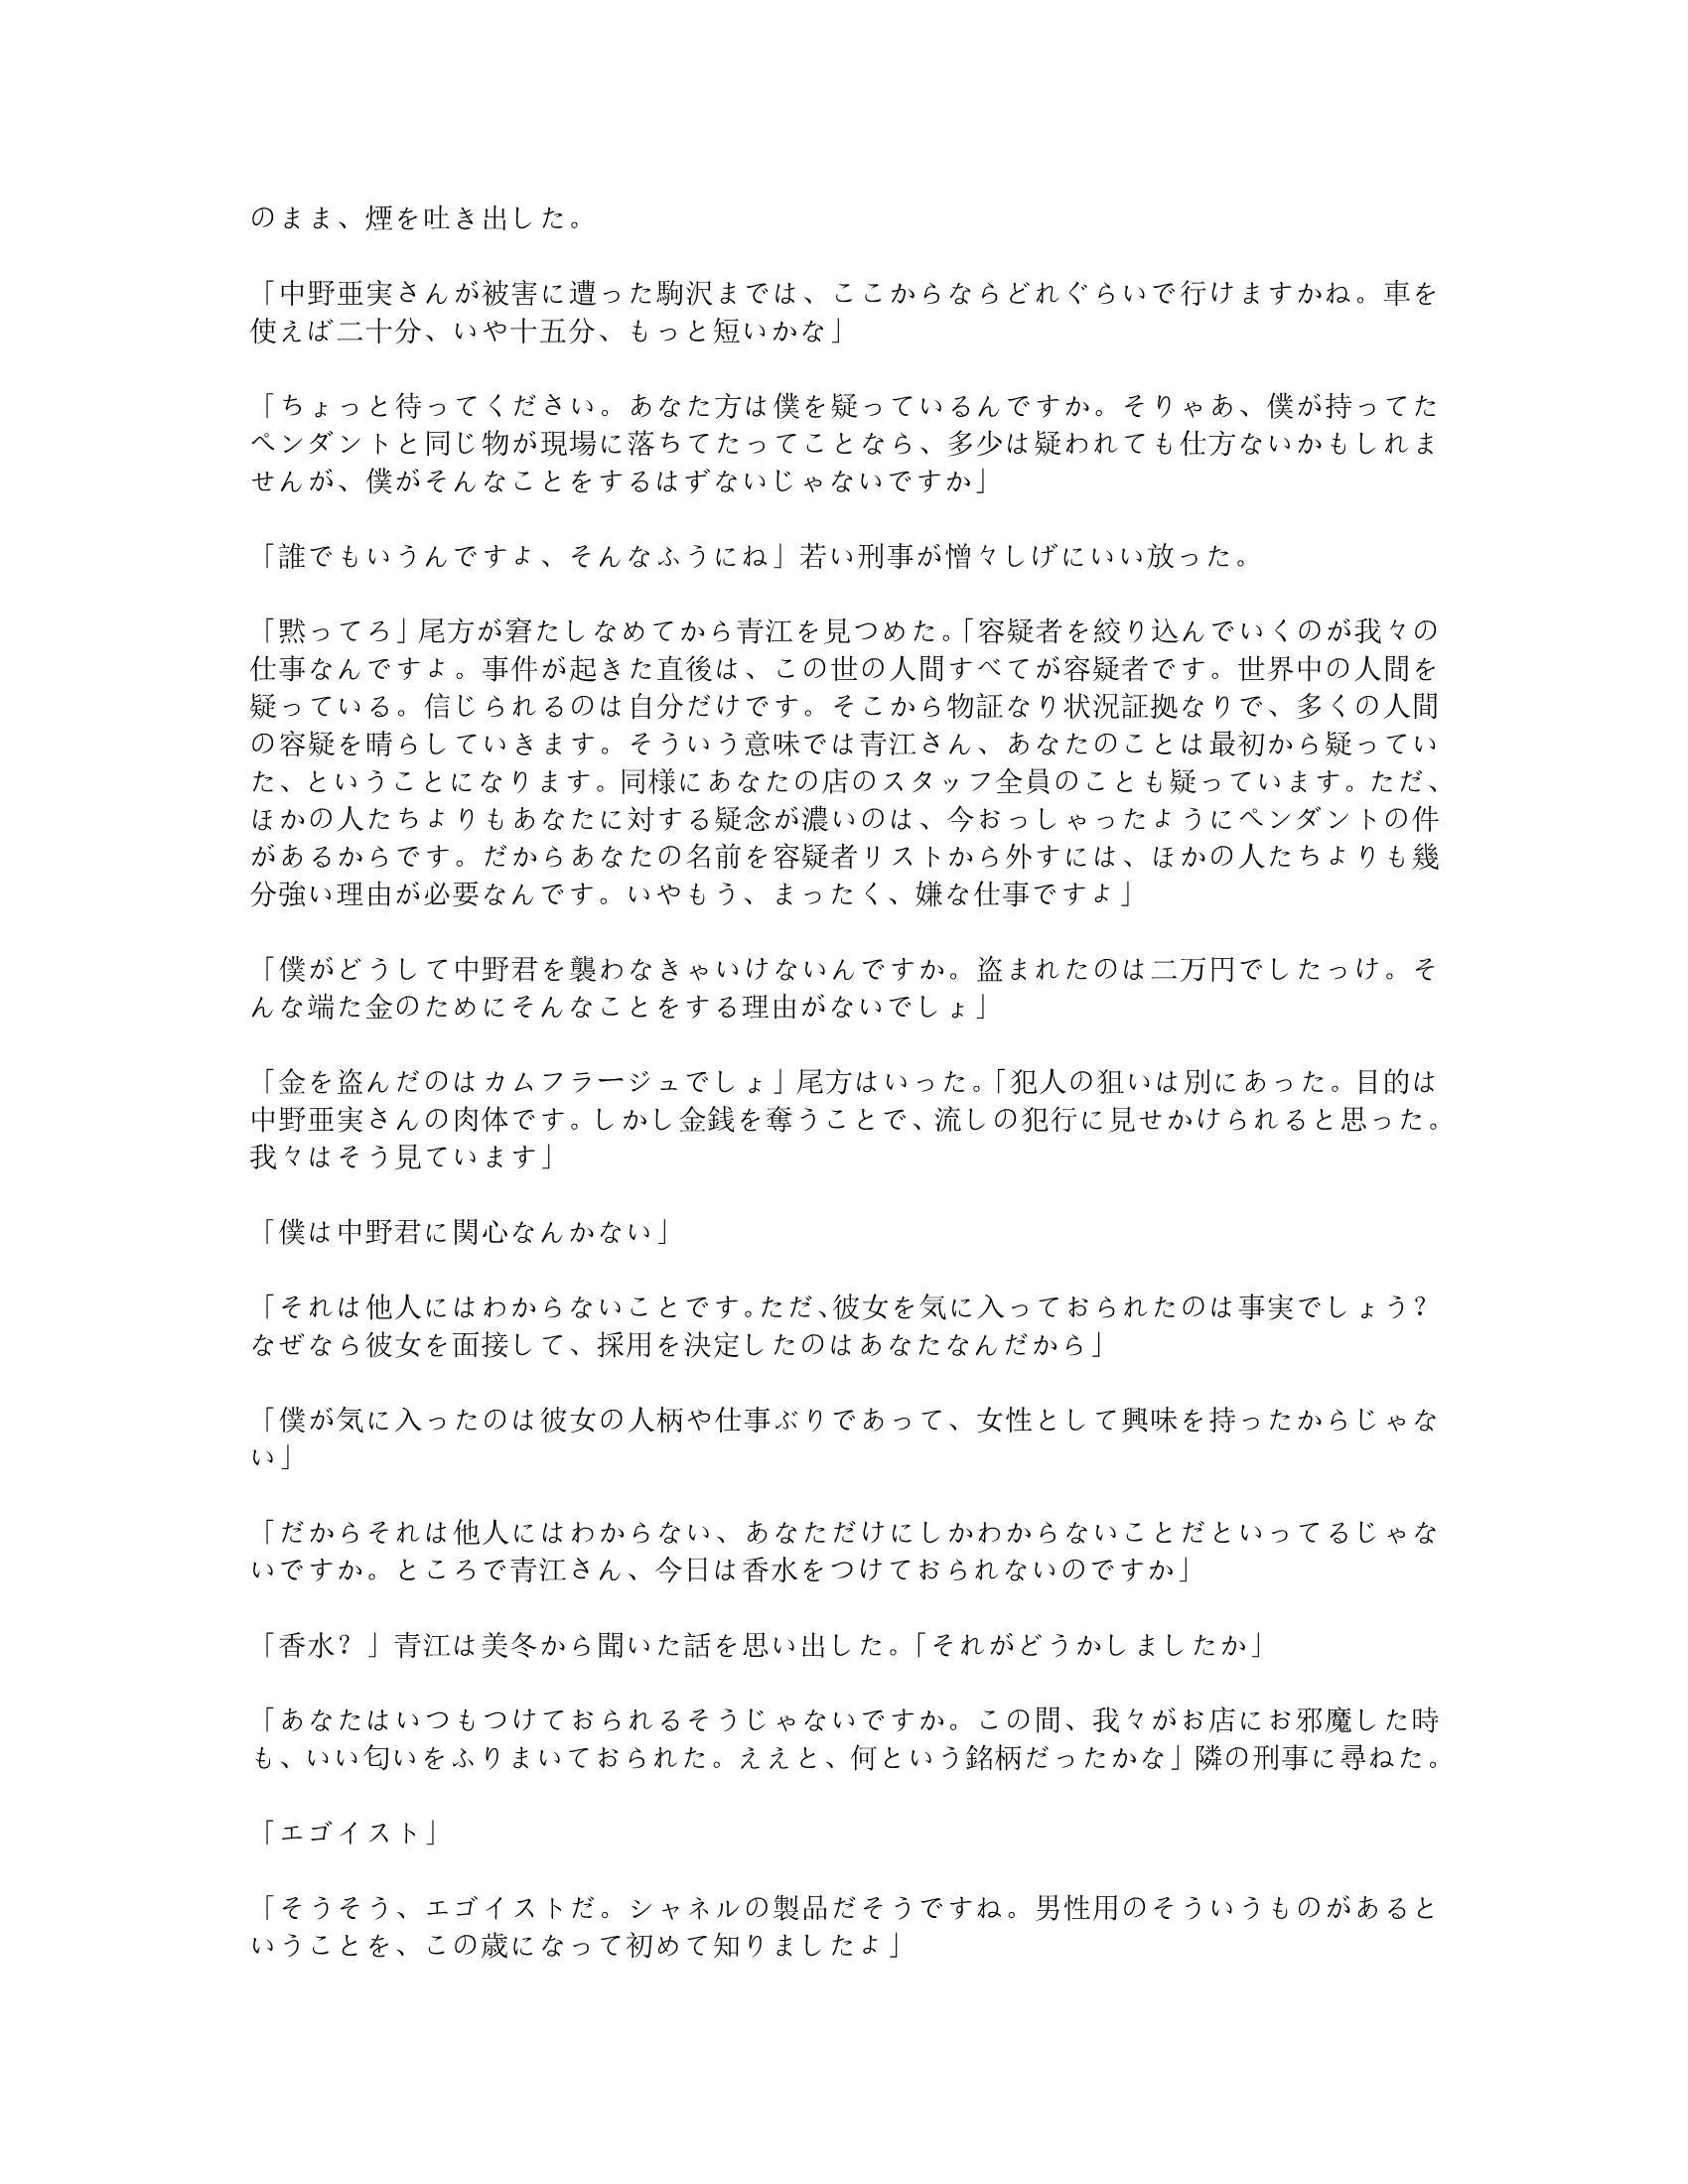 のまま、煙を吐き出した。
「中野亜実さんが被害に遭った駒沢までは、ここからならどれぐらいで行けますかね。車を
使えば二十分、いや十五分、もっと短いかな」
「ちょっと待ってください。あなた方は僕を疑っているんですか。そりゃあ、僕が持ってた
ペンダントと同じ物が現場に落ちてたってことなら、多少は疑われても仕方ないかもしれま
せんが、僕がそんなことをするはずないじゃないですか」
「誰でもいうんですよ、そんなふうにね」若い刑事が憎々しげにいい放った。
「黙ってろ」尾方が窘たしなめてから青江を見つめた。「容疑者を絞り込んでいくのが我々の
仕事なんですよ。事件が起きた直後は、この世の人間すべてが容疑者です。世界中の人間を
疑っている。信じられるのは自分だけです。そこから物証なり状況証拠なりで、多くの人間
の容疑を晴らしていきます。そういう意味では青江さん、あなたのことは最初から疑ってい
た、ということになります。同様にあなたの店のスタッフ全員のことも疑っています。ただ、
ほかの人たちよりもあなたに対する疑念が濃いのは、今おっしゃったようにペンダントの件
があるからです。だからあなたの名前を容疑者リストから外すには、ほかの人たちよりも幾
分強い理由が必要なんです。いやもう、まったく、嫌な仕事ですよ」
「僕がどうして中野君を襲わなきゃいけないんですか。盗まれたのは二万円でしたっけ。そ
んな端た金のためにそんなことをする理由がないでしょ」
「金を盗んだのはカムフラージュでしょ」尾方はいった。「犯人の狙いは別にあった。目的は
中野亜実さんの肉体です。しかし金銭を奪うことで、流しの犯行に見せかけられると思った。
我々はそう見ています」
「僕は中野君に関心なんかない」
「それは他人にはわからないことです。ただ、彼女を気に入っておられたのは事実でしょう?
なぜなら彼女を面接して、採用を決定したのはあなたなんだから」
「僕が気に入ったのは彼女の人柄や仕事ぶりであって、女性として興味を持ったからじゃな
い」
「だからそれは他人にはわからない、あなただけにしかわからないことだといってるじゃな
いですか。ところで青江さん、今日は香水をつけておられないのですか」
「香水?」青江は美冬から聞いた話を思い出した。「それがどうかしましたか」
「あなたはいつもつけておられるそうじゃないですか。この間、我々がお店にお邪魔した時
も、いい匂いをふりまいておられた。ええと、何という銘柄だったかな」隣の刑事に尋ねた。
「エゴイスト」
「そうそう、エゴイストだ。シャネルの製品だそうですね。男性用のそういうものがあると
いうことを、この歳になって初めて知りましたよ」